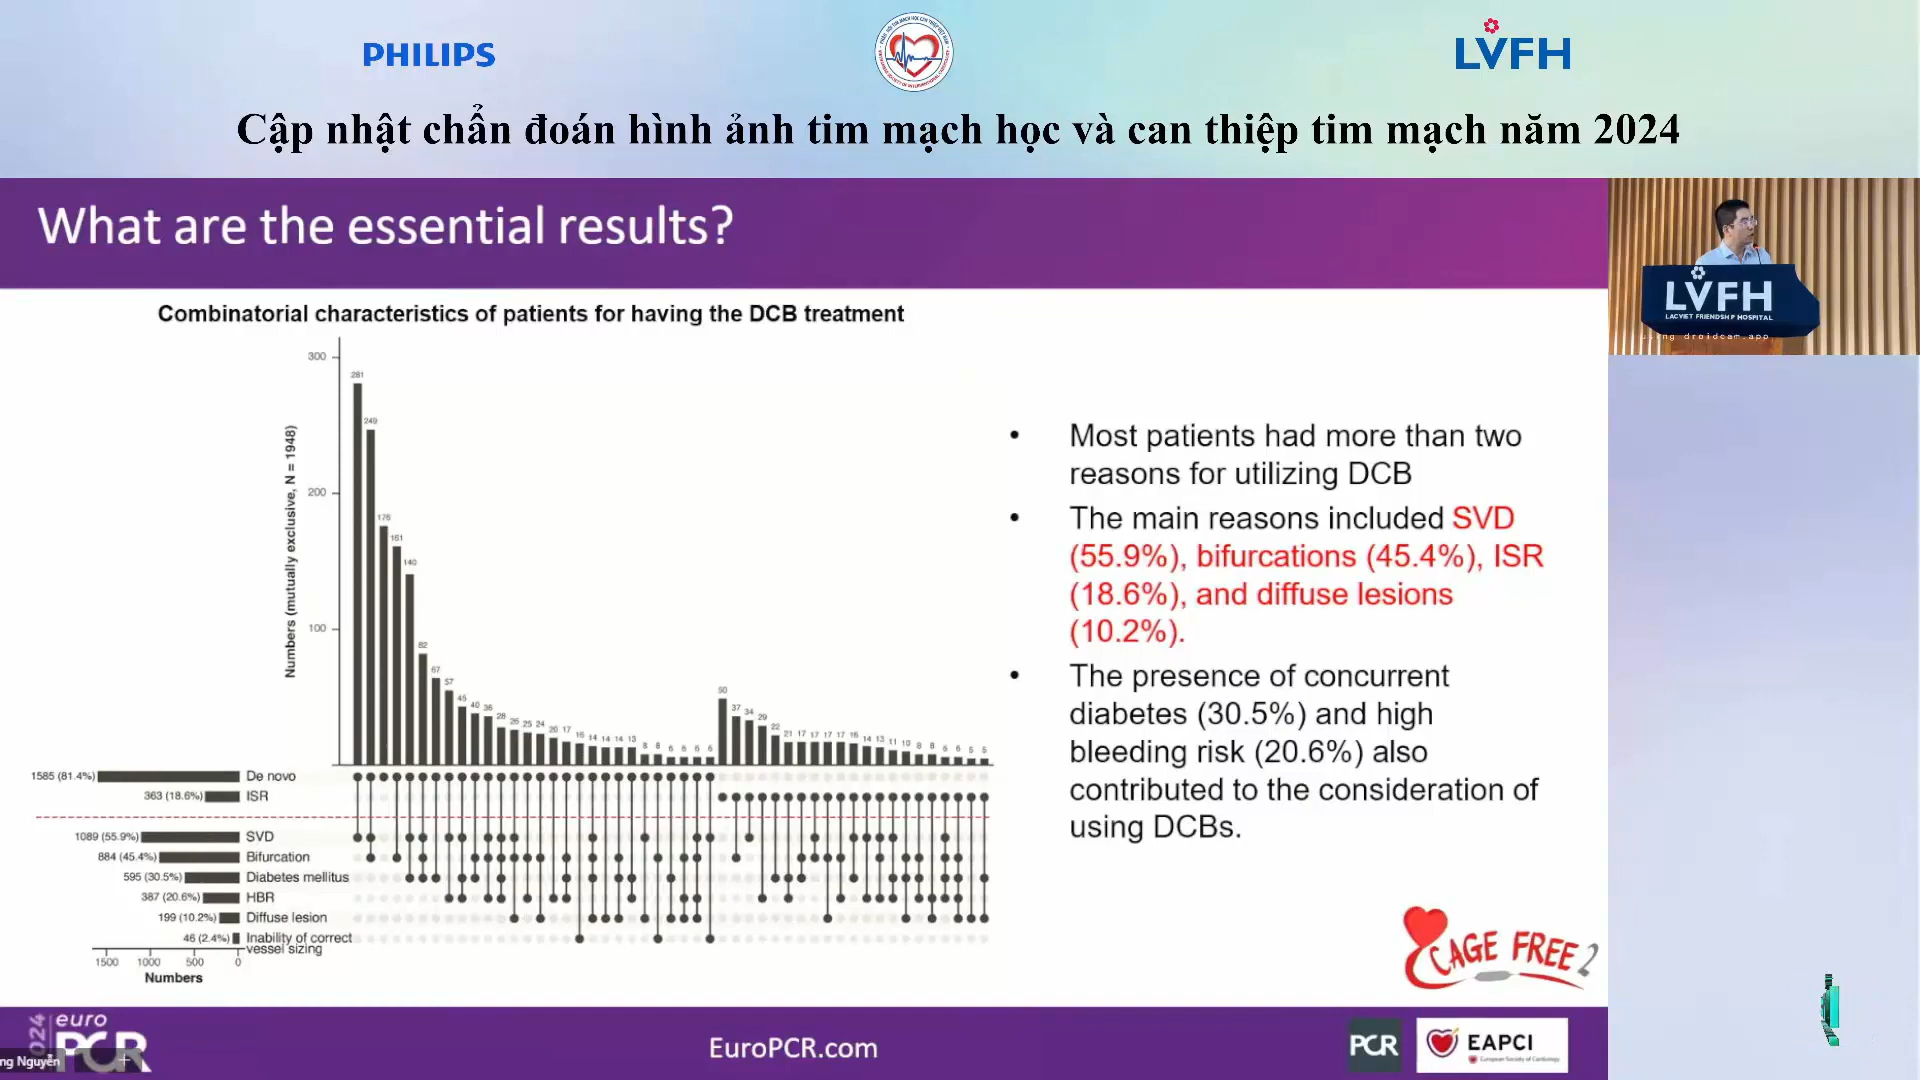 PHILIPS
LVFH
Cập nhật chẩn đoán hình ảnh tim mạch học và can thiệp tim mạch năm 2024
What are the essential results?
LVFH
LACVIET FRIENDSHIP HOSPITAL
using droidcam.app
Combinatorial characteristics of patients for having the DCB treatment
Numbers (mutually exclusive, N = 1948)
300
200
100
281
249
176
161
140
82
67
57
45
40
36
28
26
25
24
20
17
16
14
14
14
13
8
8
6
6
6
6
50
37
34
29
22
21
17
17
17
17
16
14
13
11
10
8
8
6
6
5
5
1585 (81.4%) De novo
363 (18.6%) ISR
1089 (55.9%) SVD
884 (45.4%) Bifurcation
595 (30.5%) Diabetes mellitus
387 (20.6%) HBR
199 (10.2%) Diffuse lesion
46 (2.4%) Inability of correct
vessel sizing
1500 1000 500 0
Numbers
• Most patients had more than two
reasons for utilizing DCB
• The main reasons included SVD
(55.9%), bifurcations (45.4%), ISR
(18.6%), and diffuse lesions
(10.2%).
• The presence of concurrent
diabetes (30.5%) and high
bleeding risk (20.6%) also
contributed to the consideration of
using DCBs.
CAGE FREE 2
euro
PCR
ng Nguyễn
EuroPCR.com
PCR
EAPCI
European Society of Cardiology